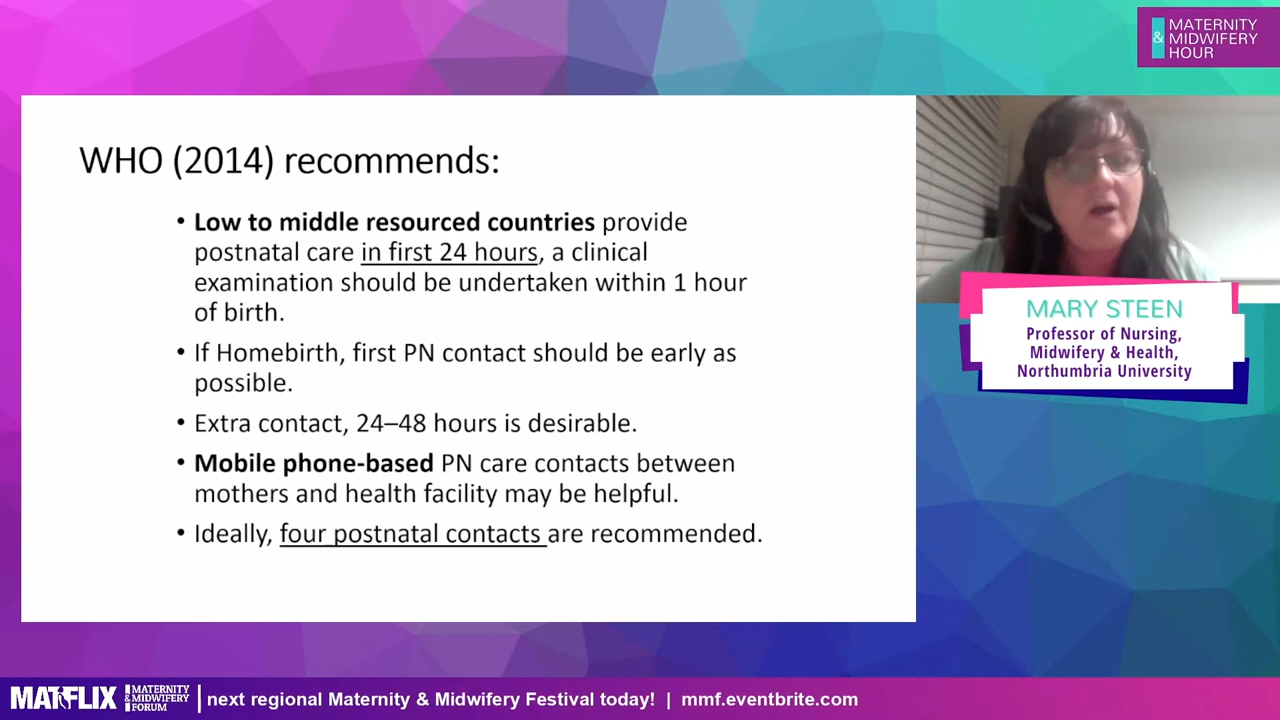 MATERNITY
& MIDWIFERY
HOUR
WHO (2014) recommends:
• Low to middle resourced countries provide
postnatal care in first 24 hours, a clinical
examination should be undertaken within 1 hour
of birth.
• If Homebirth, first PN contact should be early as
possible.
• Extra contact, 24–48 hours is desirable.
• Mobile phone-based PN care contacts between
mothers and health facility may be helpful.
• Ideally, four postnatal contacts are recommended.
MARY STEEN
Professor of Nursing,
Midwifery & Health,
Northumbria University
MATFLIX
MATERNITY
& MIDWIFERY
FORUM
next regional Maternity & Midwifery Festival today! | mmf.eventbrite.com